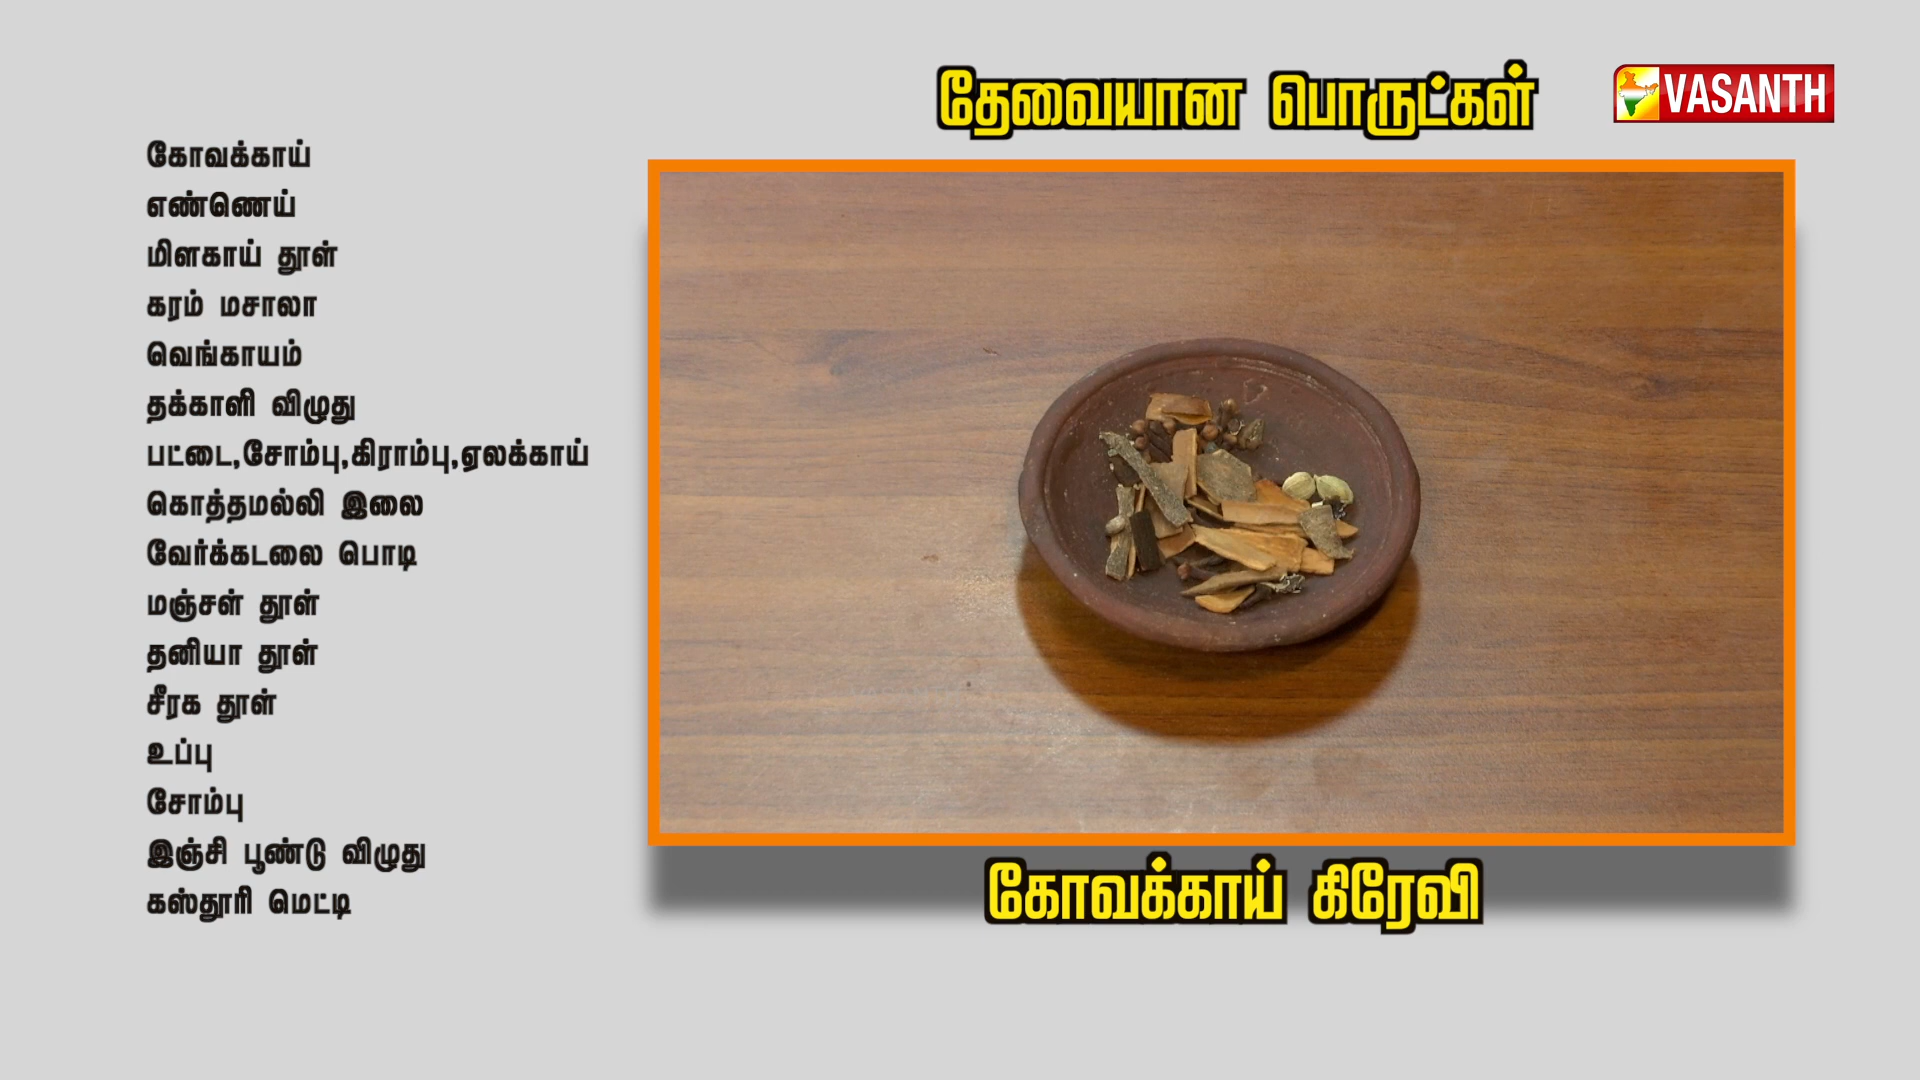 தேவையான பொருட்கள்
VASANTH
கோவக்காய்
எண்ணெய்
மிளகாய் தூள்
கரம் மசாலா
வெங்காயம்
தக்காளி விழுது
பட்டை,சோம்பு,கிராம்பு,ஏலக்காய்
கொத்தமல்லி இலை
வேர்க்கடலை பொடி
மஞ்சள் தூள்
தனியா தூள்
சீரக தூள்
உப்பு
சோம்பு
இஞ்சி பூண்டு விழுது
கஸ்தூரி மெட்டி
கோவக்காய் கிரேவி